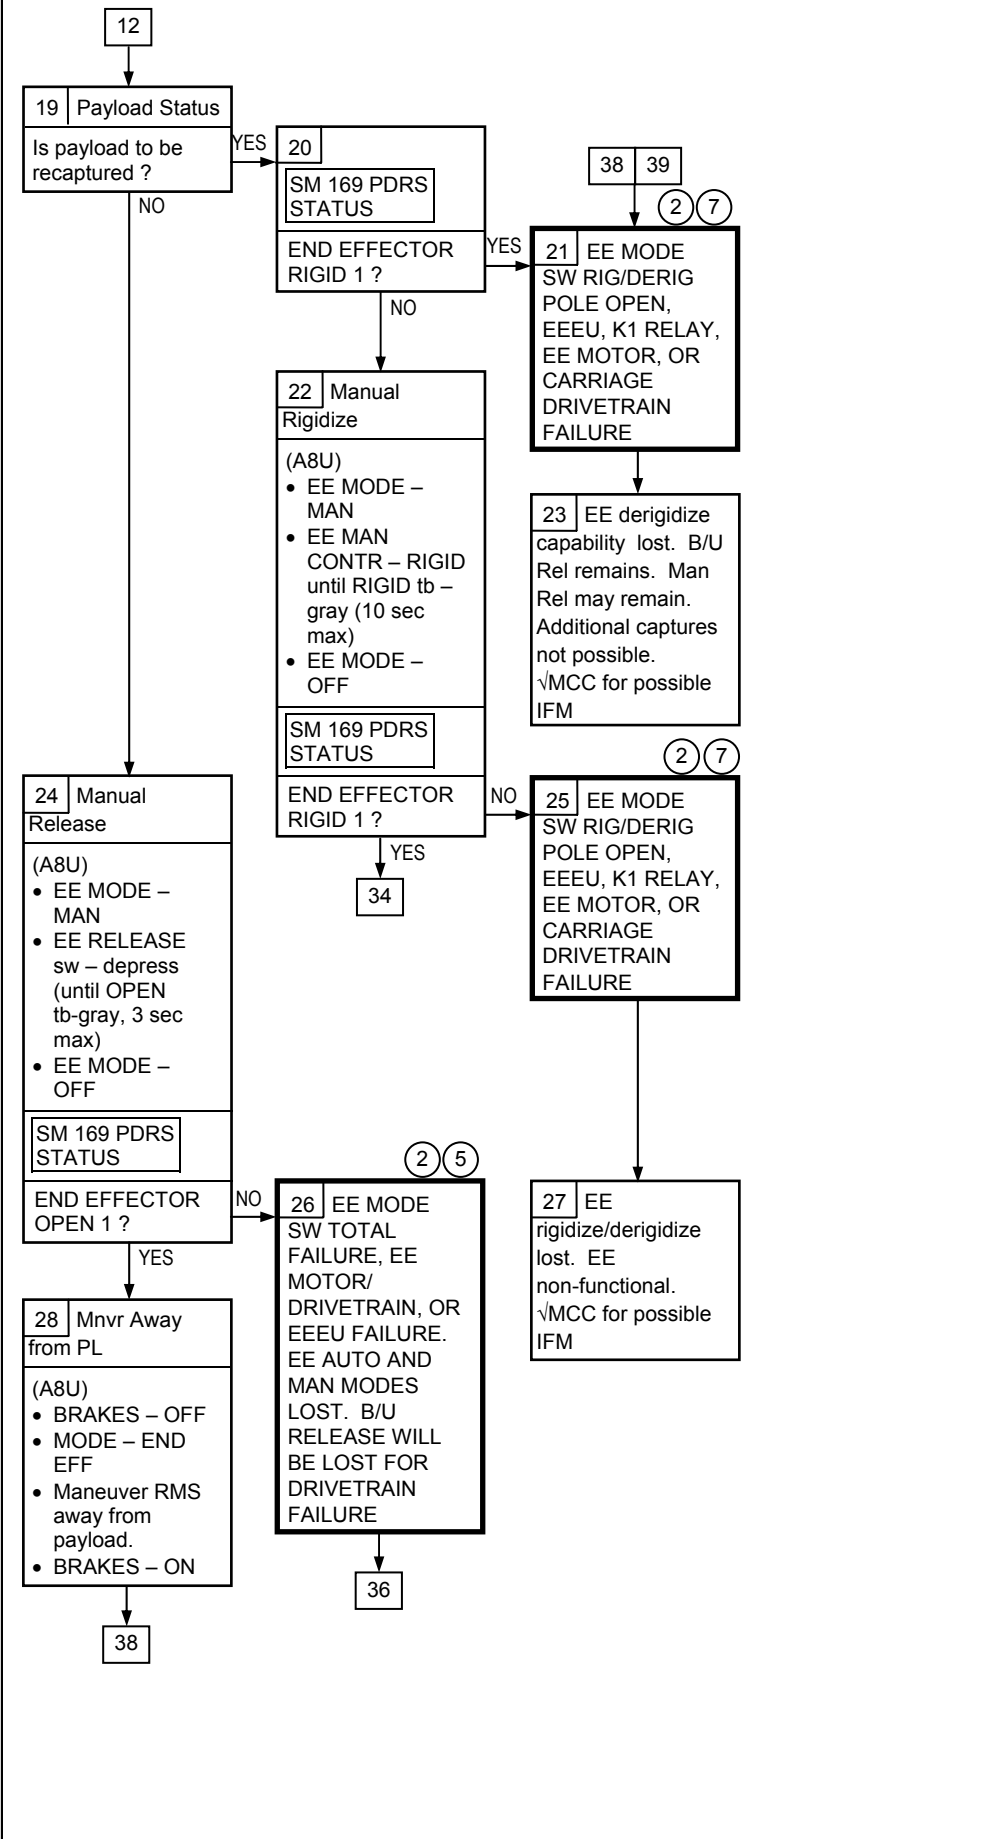 12
19 Payload Status
Is payload to be
recaptured ?
YES
NO
20
SM 169 PDRS
STATUS
END EFFECTOR
RIGID 1 ?
YES
NO
38 39
2 7
21 EE MODE
SW RIG/DERIG
POLE OPEN,
EEEU, K1 RELAY,
EE MOTOR, OR
CARRIAGE
DRIVETRAIN
FAILURE
22 Manual
Rigidize
(A8U)
• EE MODE –
MAN
• EE MAN
CONTR – RIGID
until RIGID tb –
gray (10 sec
max)
• EE MODE –
OFF
SM 169 PDRS
STATUS
END EFFECTOR
RIGID 1 ?
NO
YES
34
23 EE derigidize
capability lost. B/U
Rel remains. Man
Rel may remain.
Additional captures
not possible.
√MCC for possible
IFM
24 Manual
Release
(A8U)
• EE MODE –
MAN
• EE RELEASE
sw – depress
(until OPEN
tb-gray, 3 sec
max)
• EE MODE –
OFF
SM 169 PDRS
STATUS
END EFFECTOR
OPEN 1 ?
NO
YES
2 7
25 EE MODE
SW RIG/DERIG
POLE OPEN,
EEEU, K1 RELAY,
EE MOTOR, OR
CARRIAGE
DRIVETRAIN
FAILURE
2 5
26 EE MODE
SW TOTAL
FAILURE, EE
MOTOR/
DRIVETRAIN, OR
EEEU FAILURE.
EE AUTO AND
MAN MODES
LOST. B/U
RELEASE WILL
BE LOST FOR
DRIVETRAIN
FAILURE
36
27 EE
rigidize/derigidize
lost. EE
non-functional.
√MCC for possible
IFM
28 Mnvr Away
from PL
(A8U)
• BRAKES – OFF
• MODE – END
EFF
• Maneuver RMS
away from
payload.
• BRAKES – ON
38